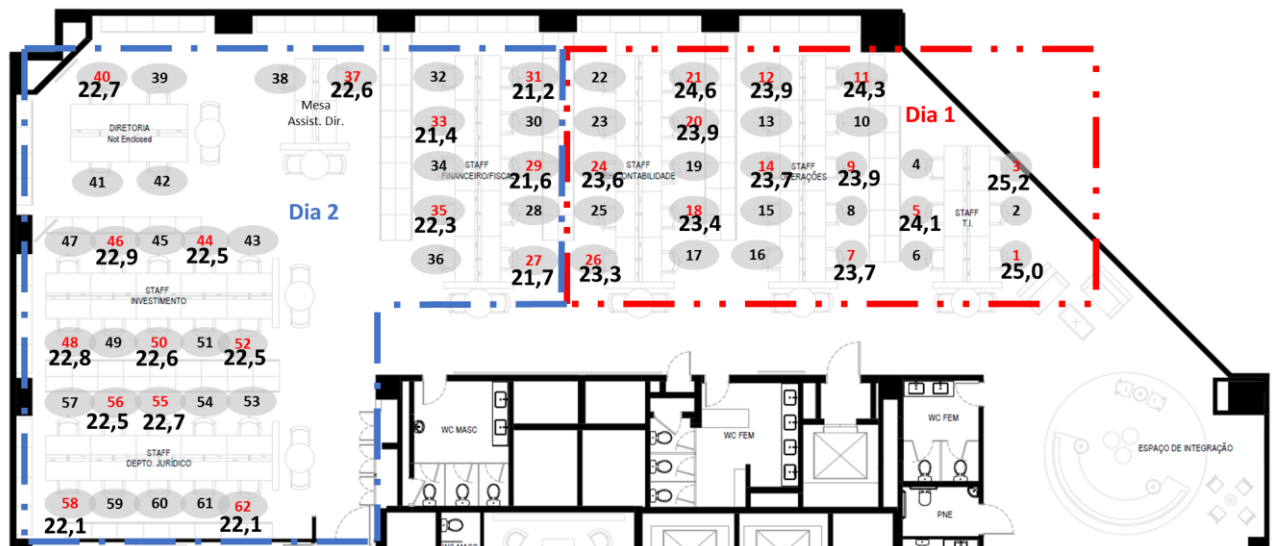 40 39 38 37 32 31 22 21 12 11
22,7 22,6 21,2 24,6 23,9 24,3
Mesa
Assist. Dir.
Dia 1
DIRETORIA
Not Enclosed
33 30 23 20 13 10
21,4 23,9
34 29 24 19 14 9 4 3
STAFF
FINANCEIRO/FISCAL
STAFF
CONTABILIDADE
STAFF
OPERAÇÕES
21,6 23,6 23,7 23,9 25,2
41 42
Dia 2
35 28 25 18 15 8 5 2
22,3 23,4 24,1
STAFF
T.I.
47 46 45 44 43
22,9 22,5
36 27 26 17 16 7 6 1
21,7 23,3 23,7 25,0
STAFF
INVESTIMENTO
48 49 50 51 52
22,8 22,6 22,5
57 56 55 54 53
22,5 22,7
STAFF
DEPTO. JURÍDICO
58 59 60 61 62
22,1 22,1
WC MASC
WC FEM
WC FEM
ESPAÇO DE INTEGRAÇÃO
PNE
WC MASC